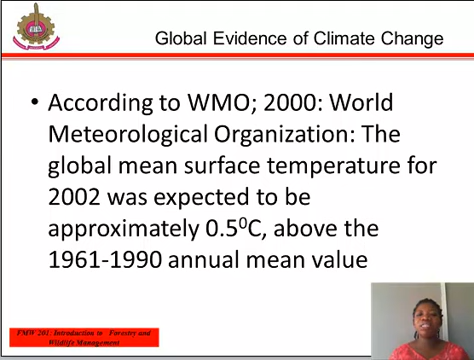 Global Evidence of Climate Change
• According to WMO; 2000: World
Meteorological Organization: The
global mean surface temperature for
2002 was expected to be
approximately 0.5⁰C, above the
1961-1990 annual mean value
FMW 201: Introduction to Forestry and
Wildlife Management